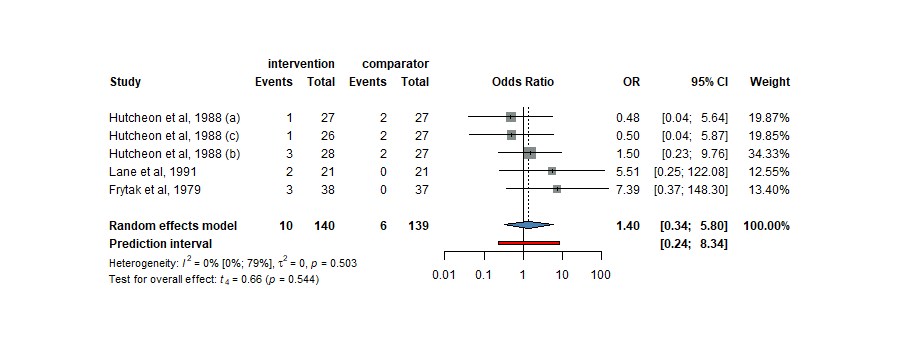 intervention comparator
Study Events Total Events Total Odds Ratio OR 95% CI Weight
Hutcheon et al, 1988 (a) 1 27 2 27 0.48 [0.04; 5.64] 19.87%
Hutcheon et al, 1988 (c) 1 26 2 27 0.50 [0.04; 5.87] 19.85%
Hutcheon et al, 1988 (b) 3 28 2 27 1.50 [0.23; 9.76] 34.33%
Lane et al, 1991 2 21 0 21 5.51 [0.25; 122.08] 12.55%
Frytak et al, 1979 3 38 0 37 7.39 [0.37; 148.30] 13.40%
Random effects model 10 140 6 139 1.40 [0.34; 5.80] 100.00%
Prediction interval [0.24; 8.34]
Heterogeneity: I² = 0% [0%; 79%], τ² = 0, p = 0.503
Test for overall effect: t₄ = 0.66 (p = 0.544)
0.01 0.1 1 10 100